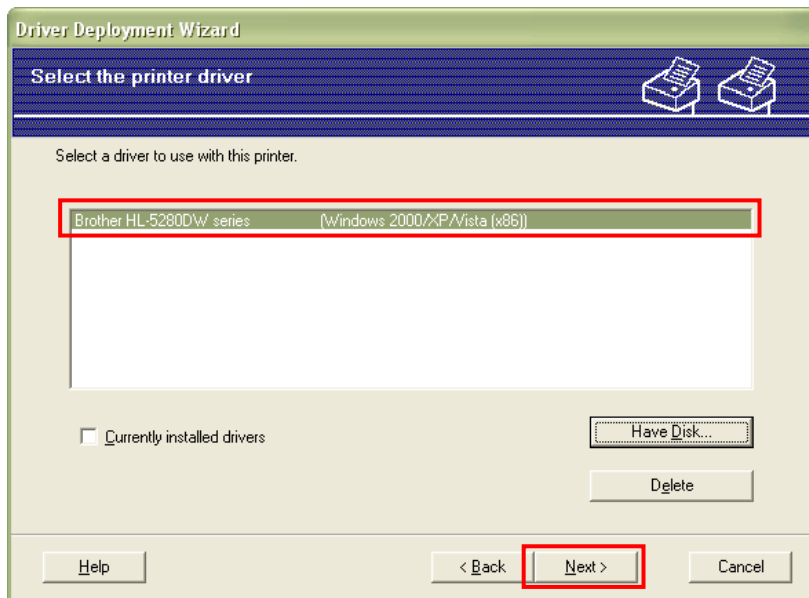 Driver Deployment Wizard
Select the printer driver
Select a driver to use with this printer.
Brother HL-5280DW series (Windows 2000/XP/Vista (x86))
Currently installed drivers
Have Disk...
Delete
Help < Back Next > Cancel